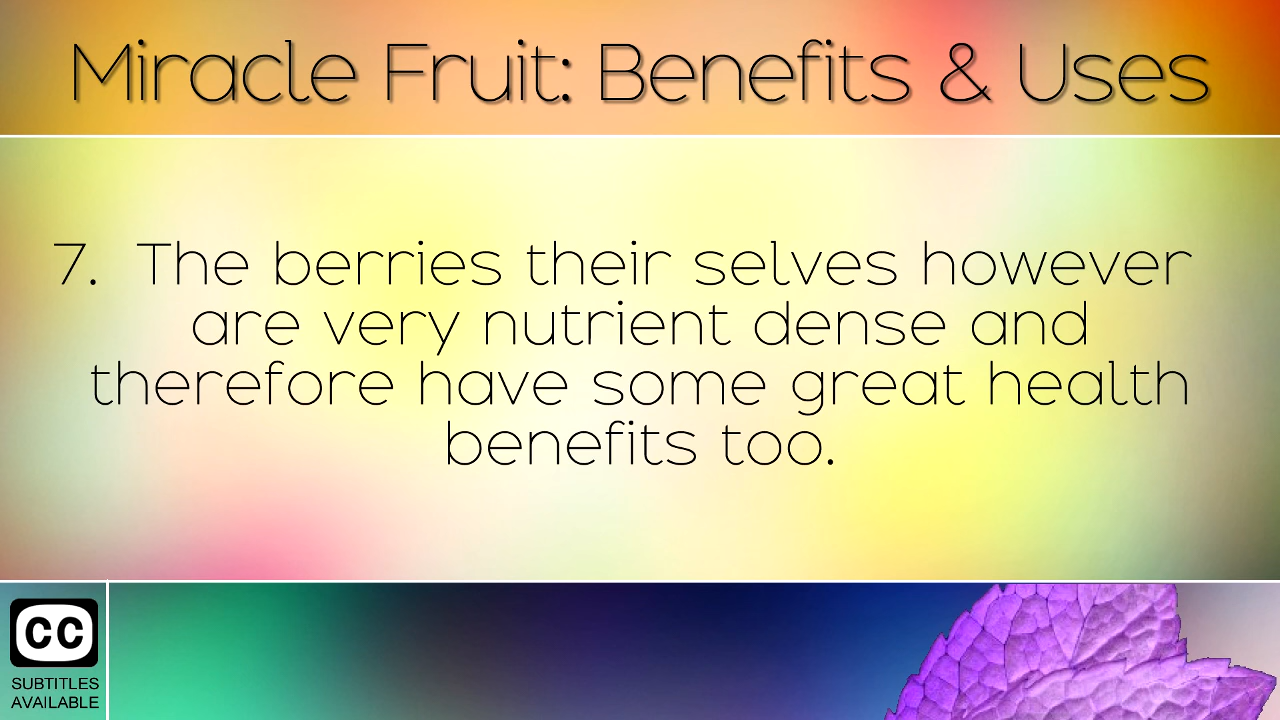 Miracle Fruit: Benefits & Uses
7. The berries their selves however
are very nutrient dense and
therefore have some great health
benefits too.
CC
SUBTITLES
AVAILABLE